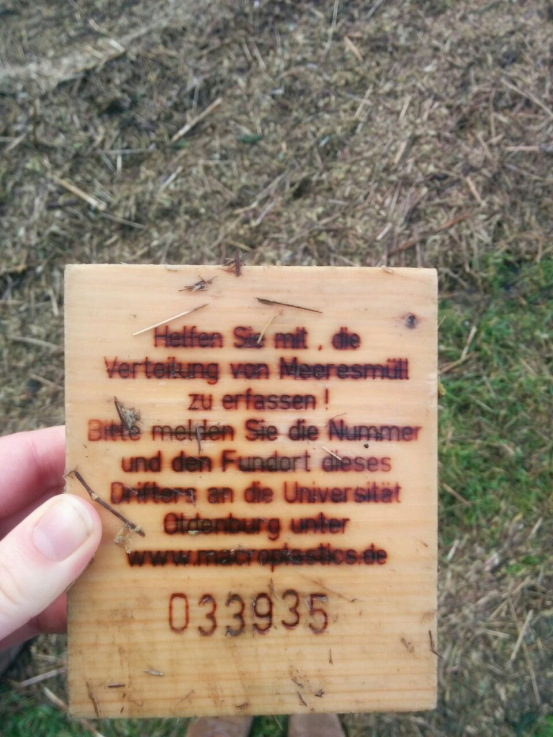 Helfen Sie mit , die
Verteilung von Meeresmüll
zu erfassen !
Bitte melden Sie die Nummer
und den Fundort dieses
Drifters an die Universität
Oldenburg unter
www.macroplastics.de
033935